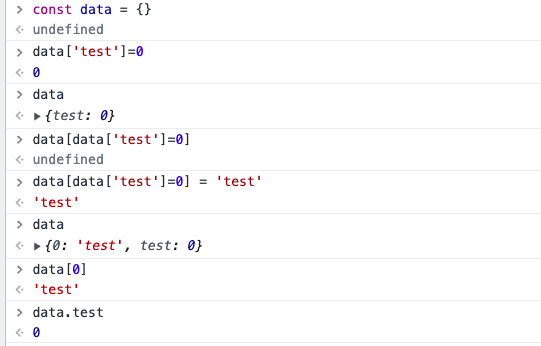 > const data = {}
<· undefined
> data['test']=0
<· 0
> data
<· ▶{test: 0}
> data[data['test']=0]
<· undefined
> data[data['test']=0] = 'test'
<· 'test'
> data
<· ▶{0: 'test', test: 0}
> data[0]
<· 'test'
> data.test
<· 0